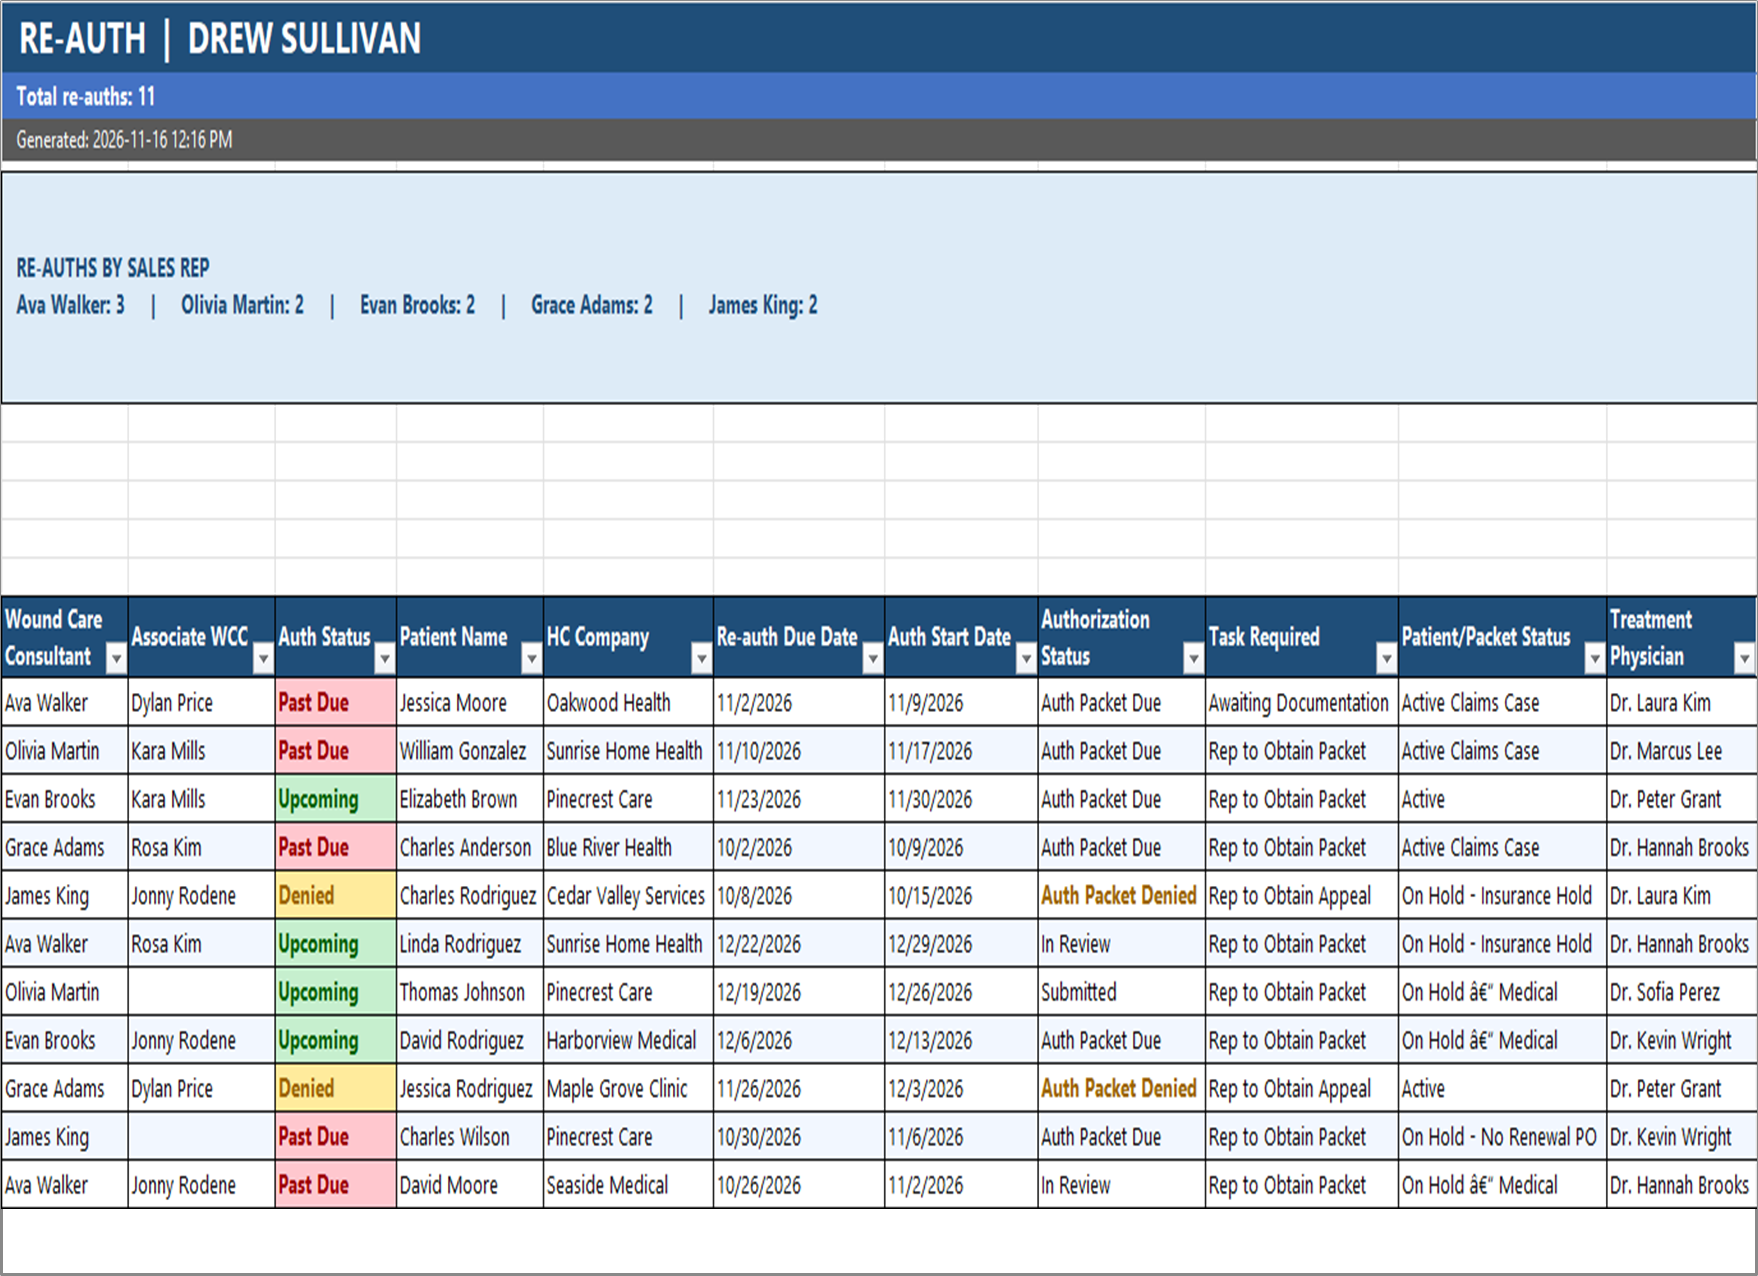 RE-AUTH | DREW SULLIVAN
Total re-auths: 11
Generated: 2026-11-16 12:16 PM
RE-AUTHS BY SALES REP
Ava Walker: 3 | Olivia Martin: 2 | Evan Brooks: 2 | Grace Adams: 2 | James King: 2
Wound Care Consultant Associate WCC Auth Status Patient Name HC Company Re-auth Due Date Auth Start Date Authorization Status Task Required Patient/Packet Status Treatment Physician
Ava Walker Dylan Price Past Due Jessica Moore Oakwood Health 11/2/2026 11/9/2026 Auth Packet Due Awaiting Documentation Active Claims Case Dr. Laura Kim
Olivia Martin Kara Mills Past Due William Gonzalez Sunrise Home Health 11/10/2026 11/17/2026 Auth Packet Due Rep to Obtain Packet Active Claims Case Dr. Marcus Lee
Evan Brooks Kara Mills Upcoming Elizabeth Brown Pinecrest Care 11/23/2026 11/30/2026 Auth Packet Due Rep to Obtain Packet Active Dr. Peter Grant
Grace Adams Rosa Kim Past Due Charles Anderson Blue River Health 10/2/2026 10/9/2026 Auth Packet Due Rep to Obtain Packet Active Claims Case Dr. Hannah Brooks
James King Jonny Rodene Denied Charles Rodriguez Cedar Valley Services 10/8/2026 10/15/2026 Auth Packet Denied Rep to Obtain Appeal On Hold - Insurance Hold Dr. Laura Kim
Ava Walker Rosa Kim Upcoming Linda Rodriguez Sunrise Home Health 12/22/2026 12/29/2026 In Review Rep to Obtain Packet On Hold - Insurance Hold Dr. Hannah Brooks
Olivia Martin Upcoming Thomas Johnson Pinecrest Care 12/19/2026 12/26/2026 Submitted Rep to Obtain Packet On Hold â€“ Medical Dr. Sofia Perez
Evan Brooks Jonny Rodene Upcoming David Rodriguez Harborview Medical 12/6/2026 12/13/2026 Auth Packet Due Rep to Obtain Packet On Hold â€“ Medical Dr. Kevin Wright
Grace Adams Dylan Price Denied Jessica Rodriguez Maple Grove Clinic 11/26/2026 12/3/2026 Auth Packet Denied Rep to Obtain Appeal Active Dr. Peter Grant
James King Past Due Charles Wilson Pinecrest Care 10/30/2026 11/6/2026 Auth Packet Due Rep to Obtain Packet On Hold - No Renewal PO Dr. Kevin Wright
Ava Walker Jonny Rodene Past Due David Moore Seaside Medical 10/26/2026 11/2/2026 In Review Rep to Obtain Packet On Hold â€“ Medical Dr. Hannah Brooks